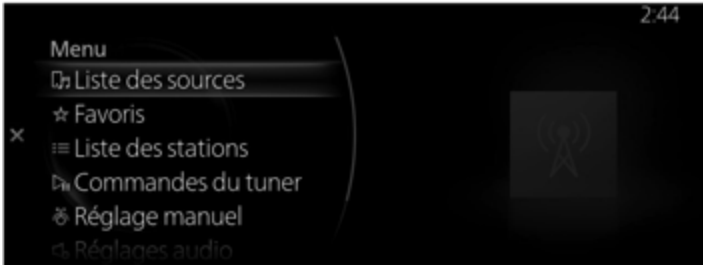 2:44
Menu
Liste des sources
Favoris
Liste des stations
Commandes du tuner
Réglage manuel
Réglages audio